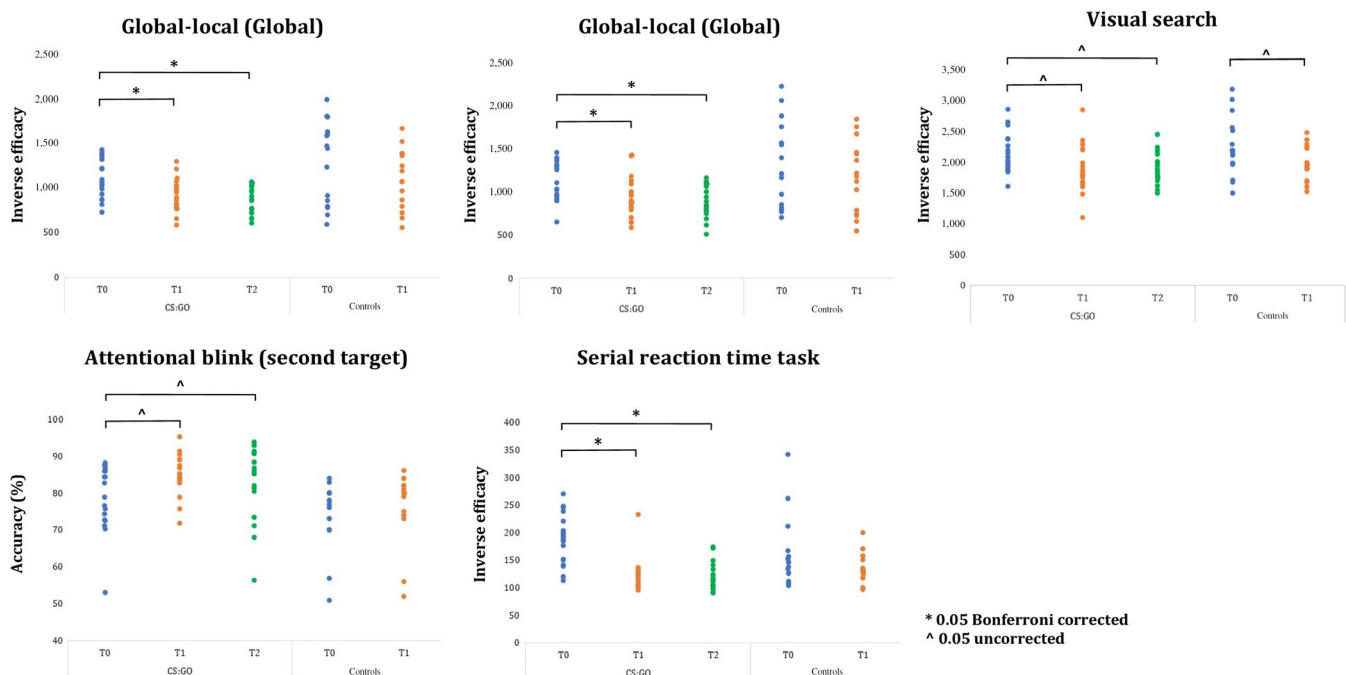 Global-local (Global)
Inverse efficacy
2,500
2,000
1,500
1,000
500
0
*
*
T0 T1 T2 T0 T1
CS:GO Controls
Global-local (Global)
Inverse efficacy
2,500
2,000
1,500
1,000
500
0
*
*
T0 T1 T2 T0 T1
CS:GO Controls
Visual search
Inverse efficacy
3,500
3,000
2,500
2,000
1,500
1,000
500
0
^ ^
^
T0 T1 T2 T0 T1
CS:GO Controls
Attentional blink (second target)
Accuracy (%)
100
90
80
70
60
50
40
^
^
T0 T1 T2 T0 T1
CS:GO Controls
Serial reaction time task
Inverse efficacy
400
350
300
250
200
150
100
50
0
*
*
T0 T1 T2 T0 T1
CS:GO Controls
* 0.05 Bonferroni corrected
^ 0.05 uncorrected